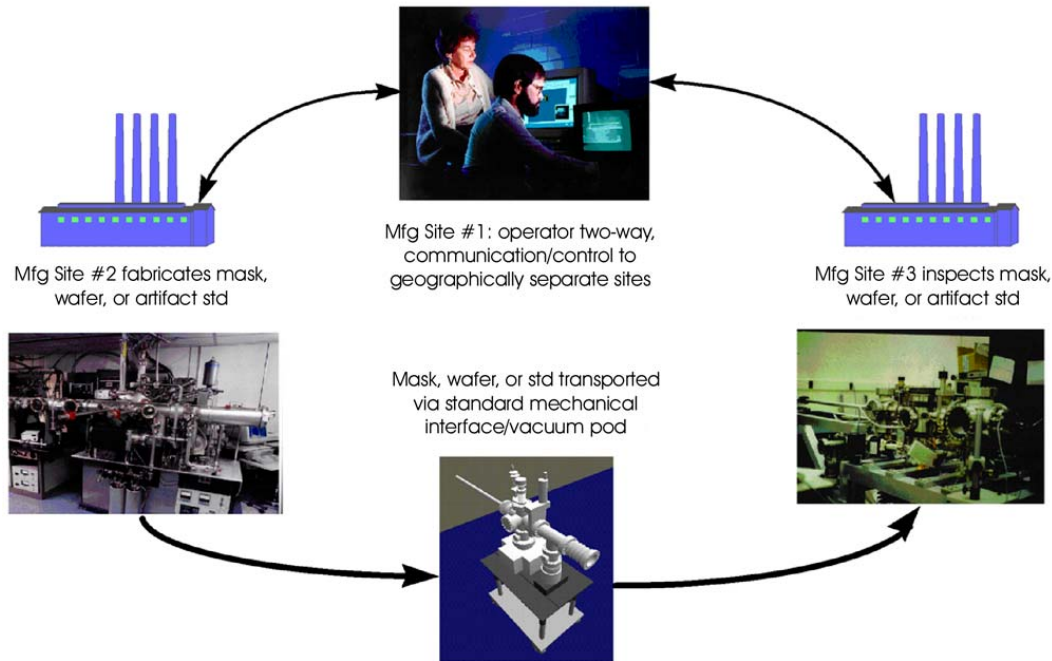 Mfg Site #1: operator two-way,
communication/control to
geographically separate sites
Mfg Site #2 fabricates mask,
wafer, or artifact std
Mfg Site #3 inspects mask,
wafer, or artifact std
Mask, wafer, or std transported
via standard mechanical
interface/vacuum pod